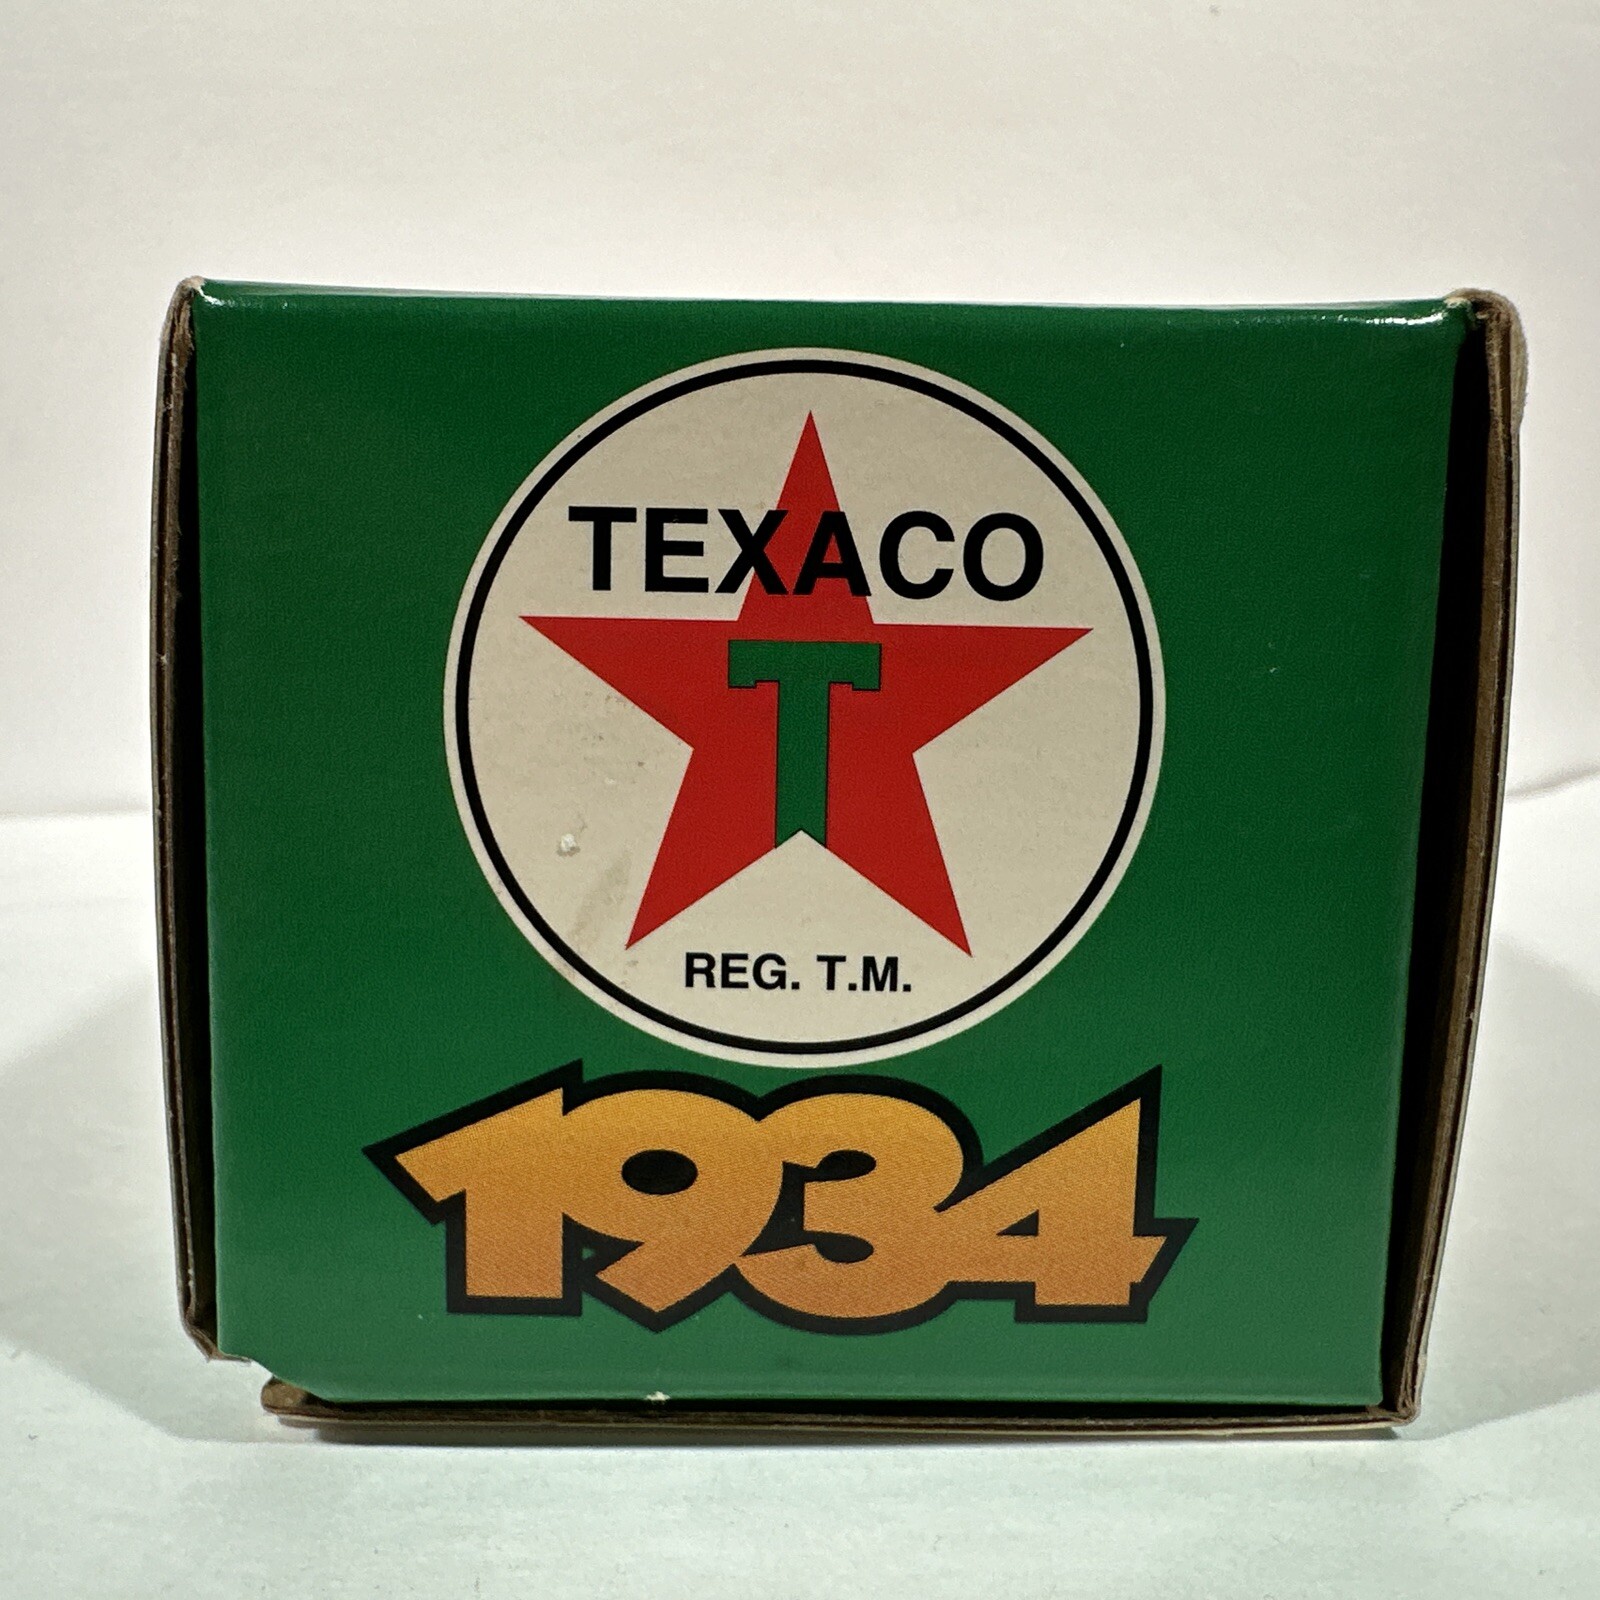 TEXACO
T
REG. T.M.
1934